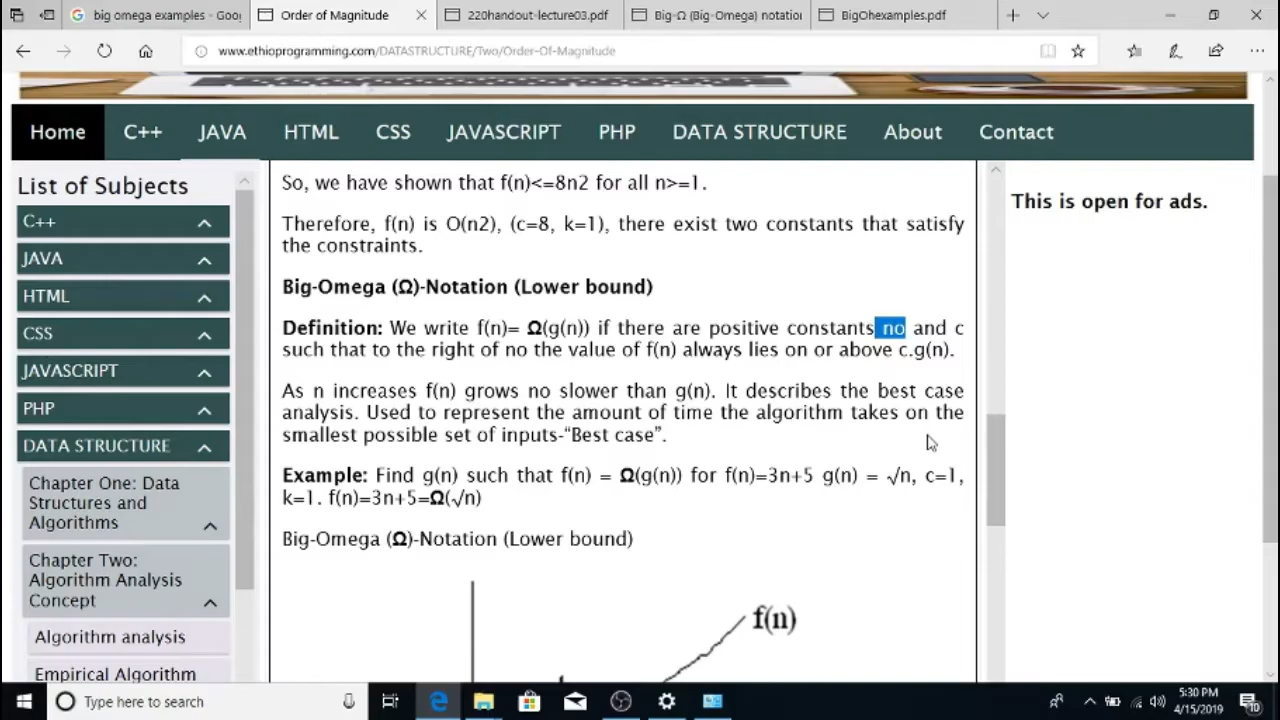 big omega examples - Goo
Order of Magnitude
220handout-lecture03.pdf
Big-Ω (Big-Omega) notation
BigOhexamples.pdf
www.ethioprogramming.com/DATASTRUCTURE/Two/Order-Of-Magnitude
Home C++ JAVA HTML CSS JAVASCRIPT PHP DATA STRUCTURE About Contact
List of Subjects
C++
JAVA
HTML
CSS
JAVASCRIPT
PHP
DATA STRUCTURE
Chapter One: Data
Structures and
Algorithms
Chapter Two:
Algorithm Analysis
Concept
Algorithm analysis
Empirical Algorithm
So, we have shown that f(n)<=8n2 for all n>=1.
Therefore, f(n) is O(n2), (c=8, k=1), there exist two constants that satisfy
the constraints.
Big-Omega (Ω)-Notation (Lower bound)
Definition: We write f(n)= Ω(g(n)) if there are positive constants no and c
such that to the right of no the value of f(n) always lies on or above c.g(n).
As n increases f(n) grows no slower than g(n). It describes the best case
analysis. Used to represent the amount of time the algorithm takes on the
smallest possible set of inputs-“Best case”.
Example: Find g(n) such that f(n) = Ω(g(n)) for f(n)=3n+5 g(n) = √n, c=1,
k=1. f(n)=3n+5=Ω(√n)
Big-Omega (Ω)-Notation (Lower bound)
f(n)
This is open for ads.
Type here to search
5:30 PM
4/15/2019
10